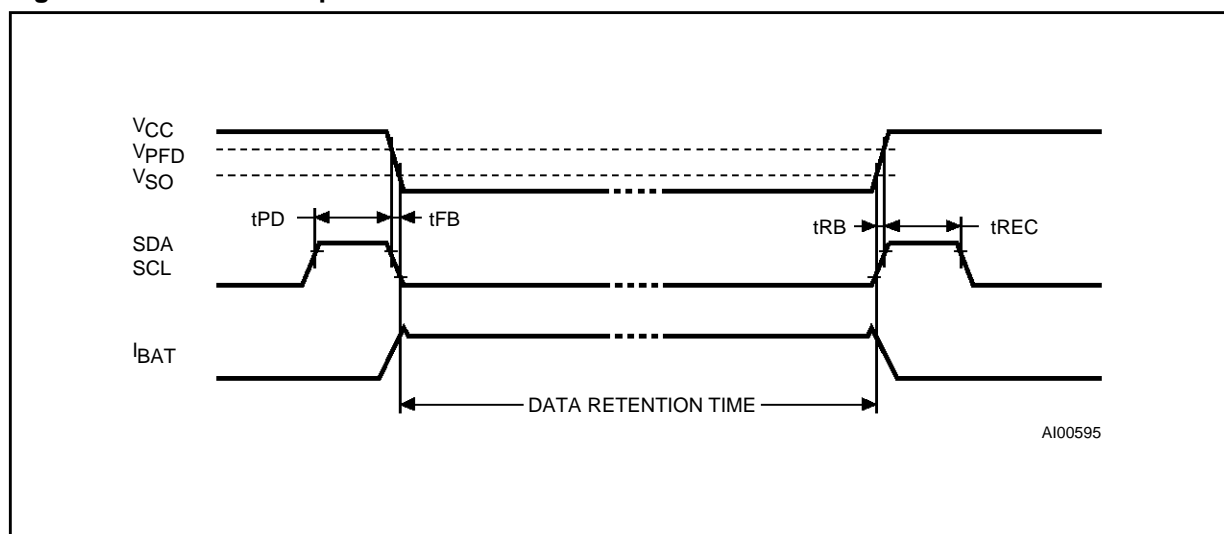 VCC
VPFD
VSO
tPD
tFB
tRB
tREC
SDA
SCL
IBAT
DATA RETENTION TIME
AI00595